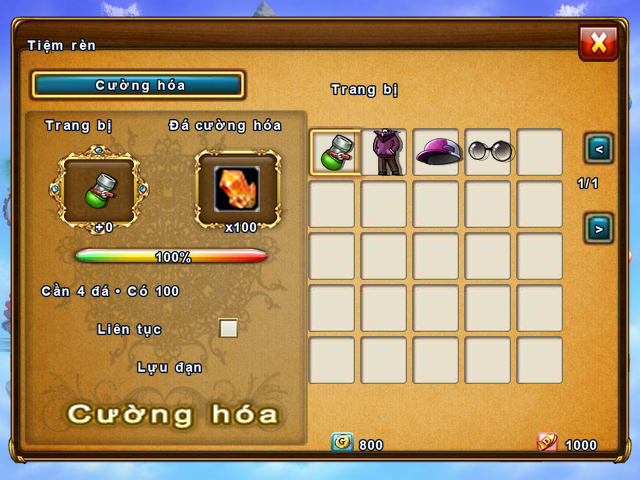 Tiệm rèn
Cường hóa
Trang bị
Đá cường hóa
+0
x100
100%
Cần 4 đá • Có 100
Liên tục
Lựu đạn
Cường hóa
Trang bị
<
1/1
>
G
800
1000